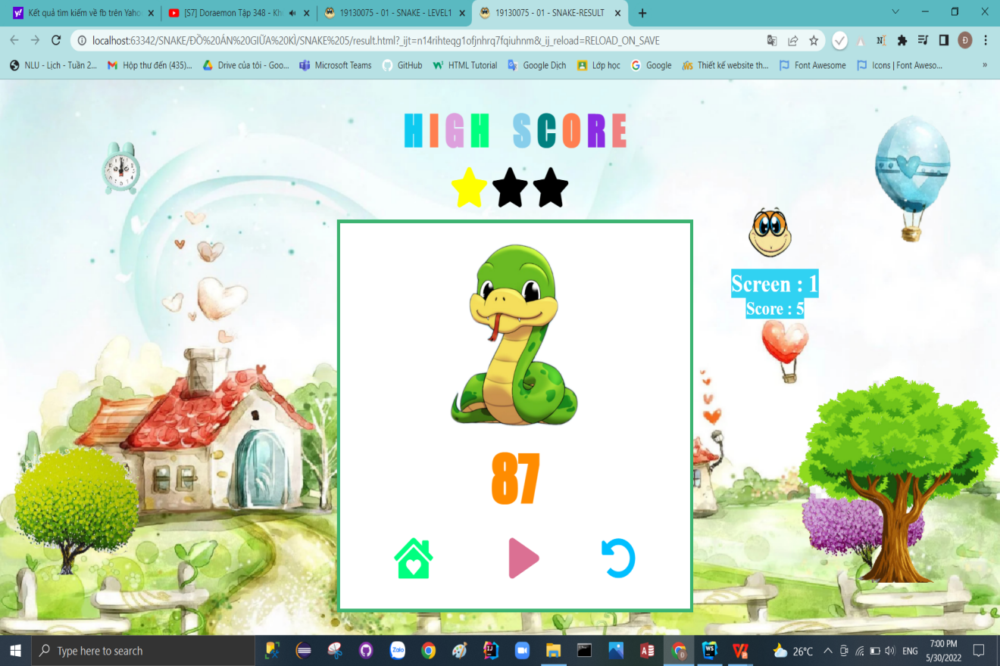 Kết quả tìm kiếm về fb trên Yahoo
[S7] Doraemon Tập 348 - Kh
19130075 - 01 - SNAKE - LEVEL1
19130075 - 01 - SNAKE-RESULT
localhost:63342/SNAKE/ĐỒ%20ÁN%20GIỮA%20KÌ/SNAKE%205/result.html?_ijt=n14rihteqg1ofjnhrq7fqiuhnm&_ij_reload=RELOAD_ON_SAVE
NLU - Lịch - Tuần 2...
Hộp thư đến (435)...
Drive của tôi - Goo...
Microsoft Teams
GitHub
HTML Tutorial
Google Dịch
Lớp học
Google
Thiết kế website th...
Font Awesome
Icons | Font Aweso...
»
HIGH SCORE
Screen : 1
Score : 5
87
Type here to search
Zalo
26°C
ENG
7:00 PM
5/30/2022